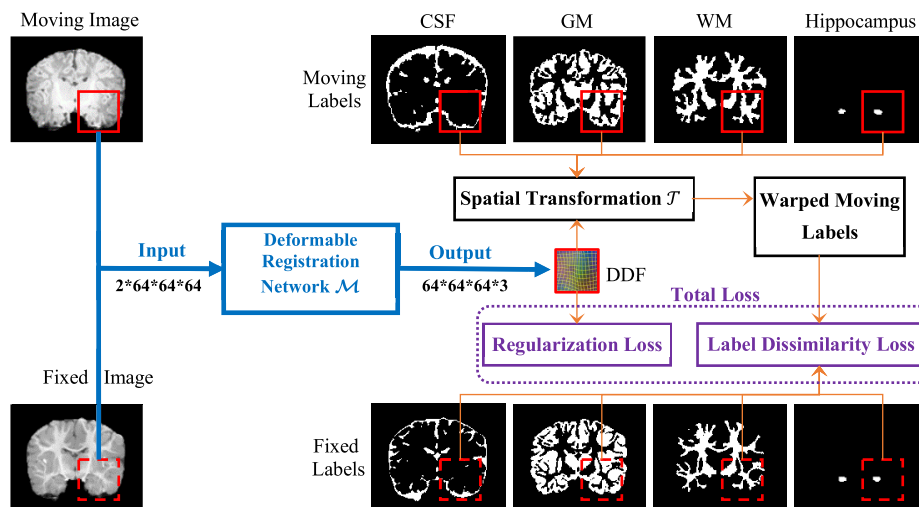 Moving Image
CSF
GM
WM
Hippocampus
Moving
Labels
Spatial Transformation 𝒯
Warped Moving
Labels
Input
2*64*64*64
Deformable
Registration
Network ℳ
Output
64*64*64*3
DDF
Total Loss
Regularization Loss
Label Dissimilarity Loss
Fixed Image
Fixed
Labels